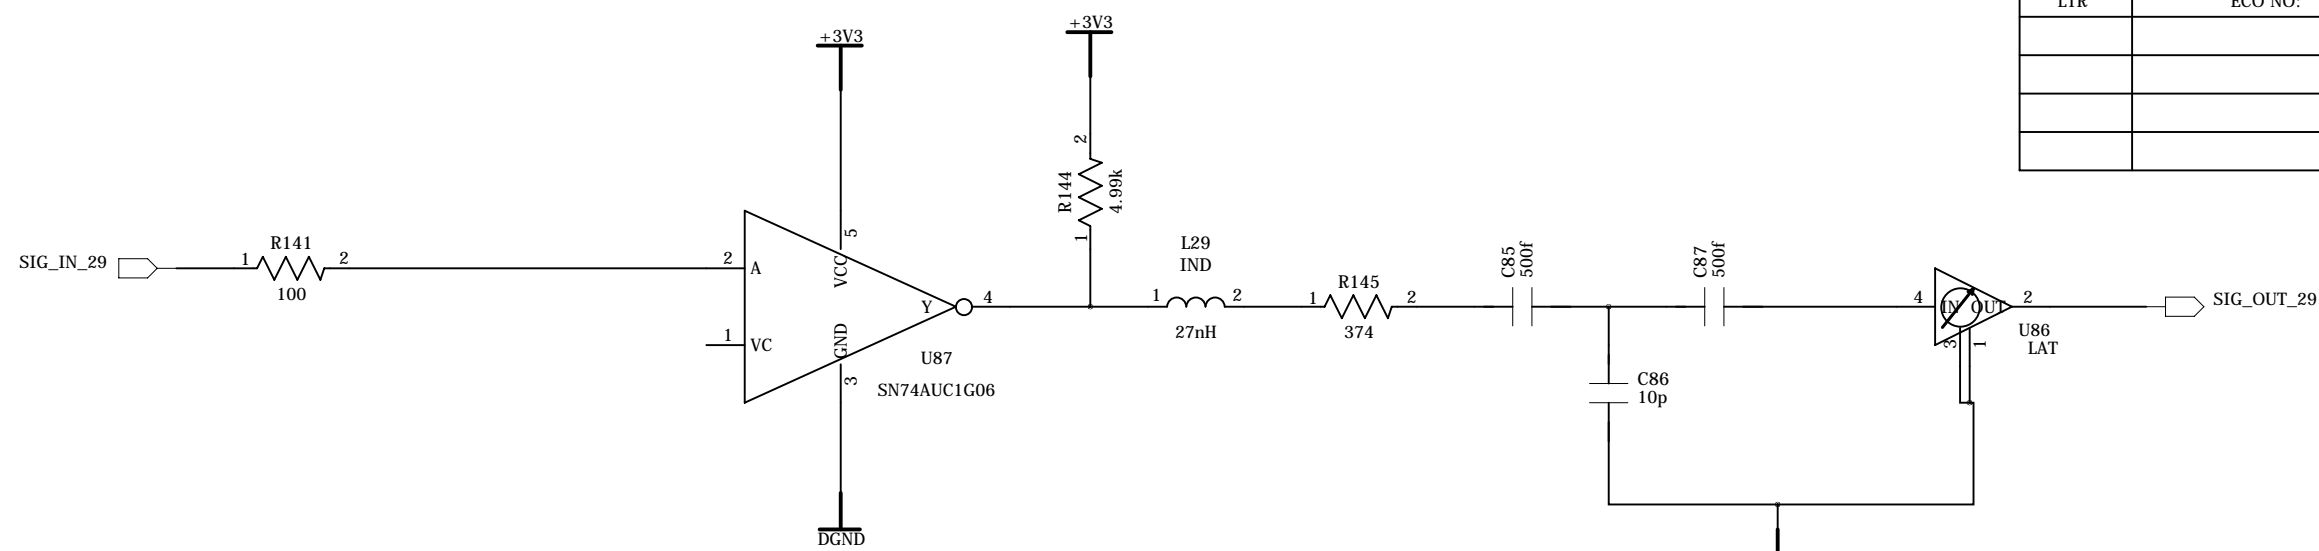 LTR
ECO NO:
+3V3
+3V3
2
R144
4.99k
1
SIG_IN_29
1
R141
2
100
2
A
5
VCC
1
VC
Y
4
GND
3
U87
SN74AUC1G06
DGND
L29
IND
1
2
27nH
1
R145
2
374
C85
500f
C87
500f
C86
10p
4
IN
OUT
2
3
1
U86
LAT
SIG_OUT_29